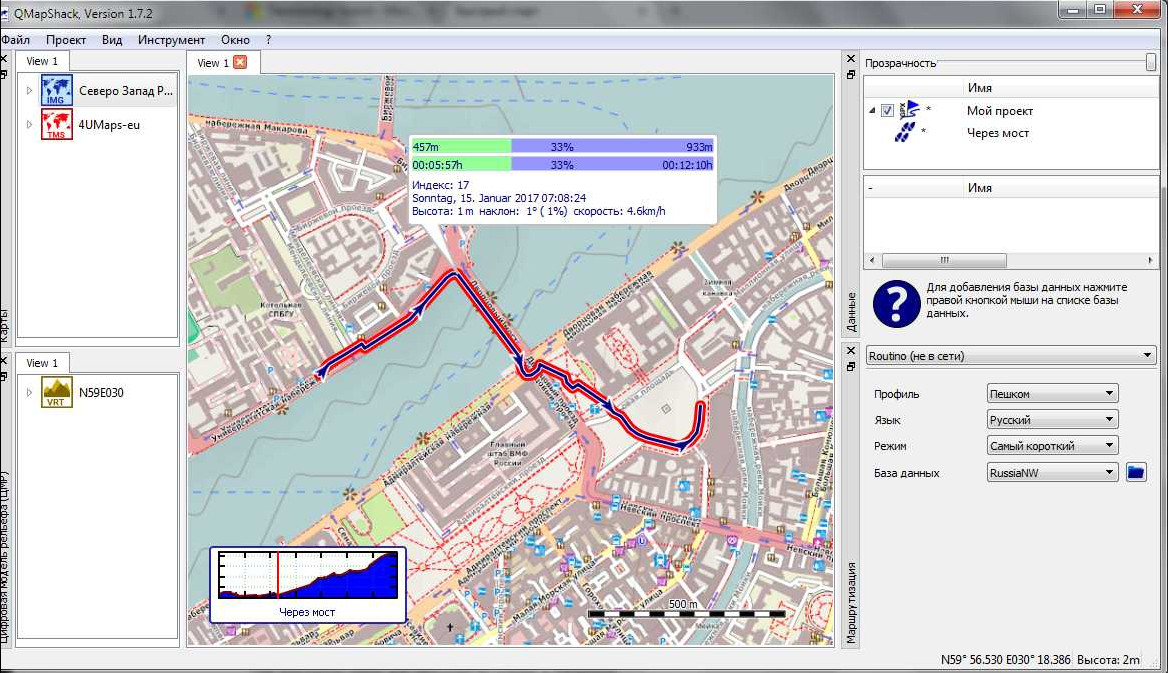 QMapShack, Version 1.7.2
Файл Проект Вид Инструмент Окно ?
View 1
Северо Запад Р...
IMG
4UMaps-eu
TMS
Карты
View 1
N59E030
VRT
Цифровая модель рельефа (ЦМР)
View 1
набережная Макарова
457m 33% 933m
00:05:57h 33% 00:12:10h
Индекс: 17
Sonntag, 15. Januar 2017 07:08:24
Высота: 1 m наклон: 1° ( 1%) скорость: 4.6km/h
Биржевой проезд
Котельная
СПБГУ
Университетская набережная
Дворцовая набережная
Зимняя
канавка
Адмиралтейская набережная
Главный
штаб ВМФ
России
Адмиралтейский проезд
Адмиралтейский проспект
Невский проспект
Малая Морская улица
Мойка
500 m
Через мост
Прозрачность
Имя
Мой проект
GPX
Через мост
- Имя
Для добавления базы данных нажмите
правой кнопкой мыши на списке базы
данных.
Данные
Routino (не в сети)
Профиль Пешком
Язык Русский
Режим Самый короткий
База данных RussiaNW
Маршрутизация
N59° 56.530 E030° 18.386 Высота: 2m